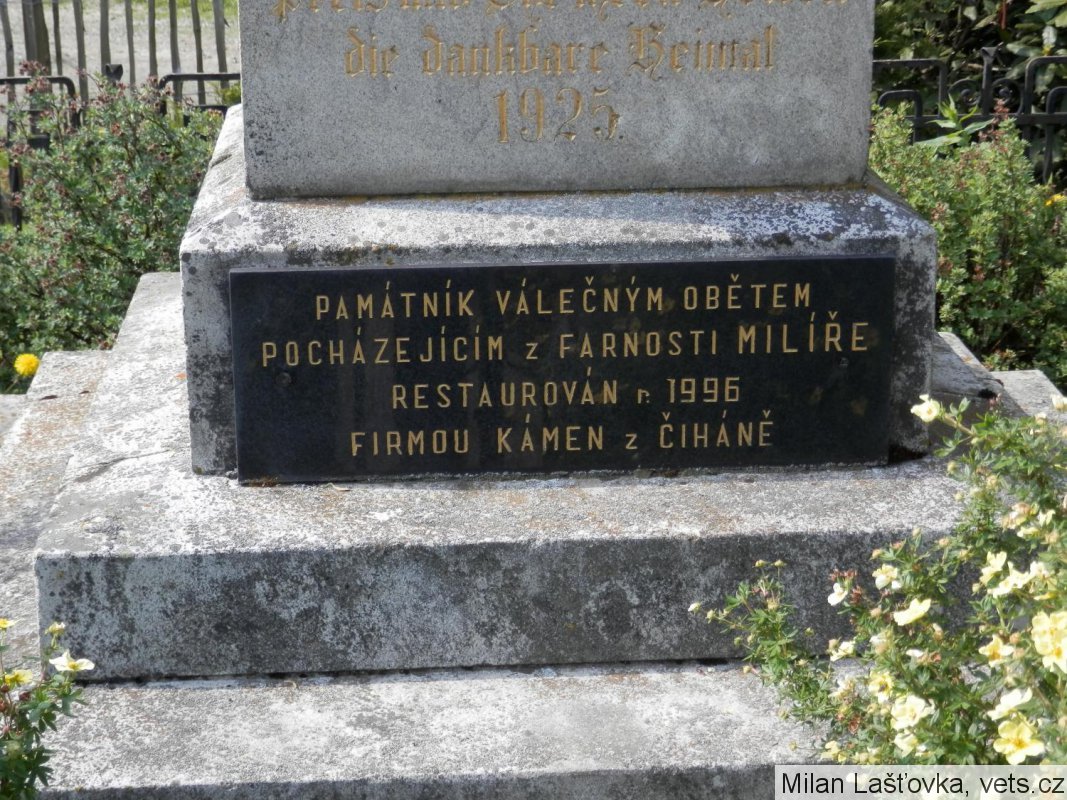 die dankbare Heimat
1925.
PAMÁTNÍK VÁLEČNÝM OBĚTEM
POCHÁZEJÍCÍM z FARNOSTI MILÍŘE
RESTAUROVÁN r. 1996
FIRMOU KÁMEN z ČIHÁNĚ
Milan Lašťovka, vets.cz